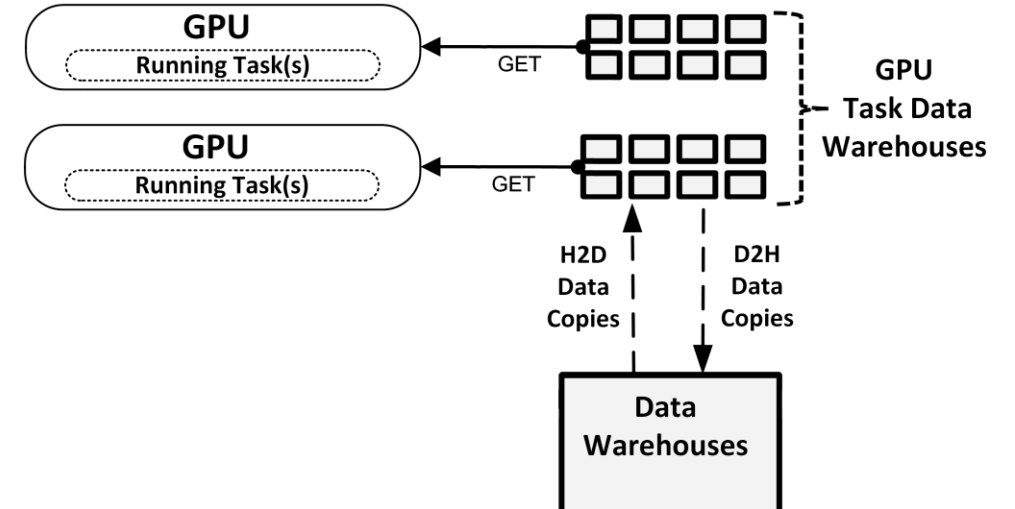 GPU
Running Task(s)
GET
GPU
Task Data
Warehouses
GPU
Running Task(s)
GET
H2D
Data
Copies
D2H
Data
Copies
Data
Warehouses